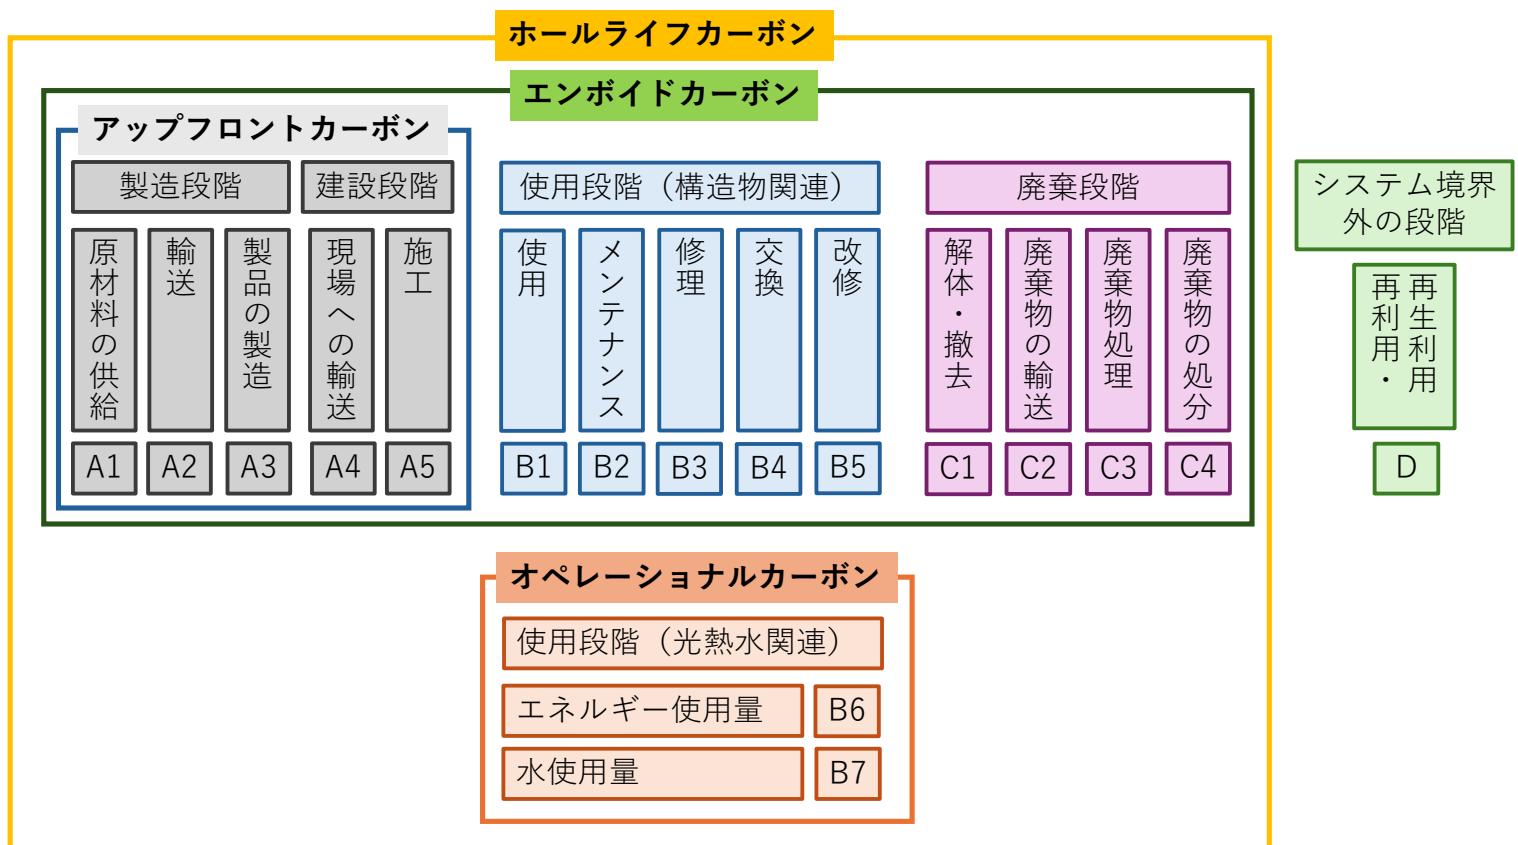 ホールライフカーボン
エンボイドカーボン
アップフロントカーボン
製造段階
建設段階
使用段階（構造物関連）
廃棄段階
システム境界
外の段階
原材料の供給
輸送
製品の製造
現場への輸送
施工
使用
メンテナンス
修理
交換
改修
解体・撤去
廃棄物の輸送
廃棄物処理
廃棄物の処分
再生利用
再利用・
A1
A2
A3
A4
A5
B1
B2
B3
B4
B5
C1
C2
C3
C4
D
オペレーショナルカーボン
使用段階（光熱水関連）
エネルギー使用量
B6
水使用量
B7